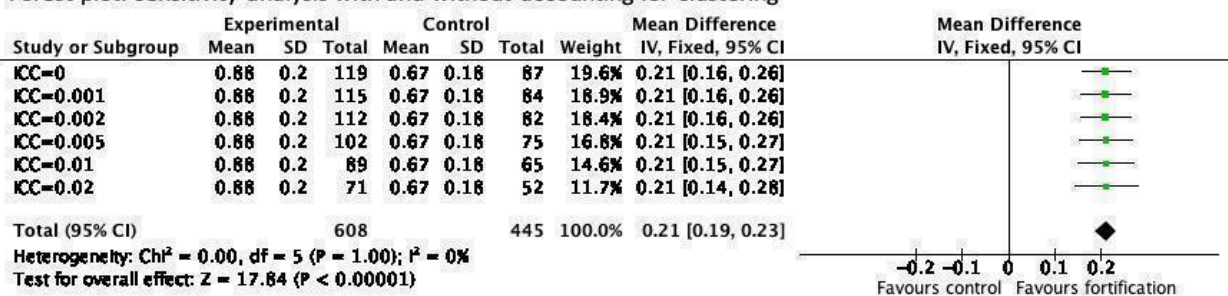 Forest plot: Sensitivity analysis with and without accounting for clustering
Experimental Control Mean Difference Mean Difference
Study or Subgroup Mean SD Total Mean SD Total Weight IV, Fixed, 95% CI IV, Fixed, 95% CI
ICC=0 0.88 0.2 119 0.67 0.18 87 19.6% 0.21 [0.16, 0.26]
ICC=0.001 0.88 0.2 115 0.67 0.18 84 18.9% 0.21 [0.16, 0.26]
ICC=0.002 0.88 0.2 112 0.67 0.18 82 18.4% 0.21 [0.16, 0.26]
ICC=0.005 0.88 0.2 102 0.67 0.18 75 16.8% 0.21 [0.15, 0.27]
ICC=0.01 0.88 0.2 89 0.67 0.18 65 14.6% 0.21 [0.15, 0.27]
ICC=0.02 0.88 0.2 71 0.67 0.18 52 11.7% 0.21 [0.14, 0.28]
Total (95% CI) 608 445 100.0% 0.21 [0.19, 0.23]
Heterogeneity: Chi² = 0.00, df = 5 (P = 1.00); I² = 0%
Test for overall effect: Z = 17.84 (P < 0.00001)
-0.2 -0.1 0 0.1 0.2
Favours control Favours fortification